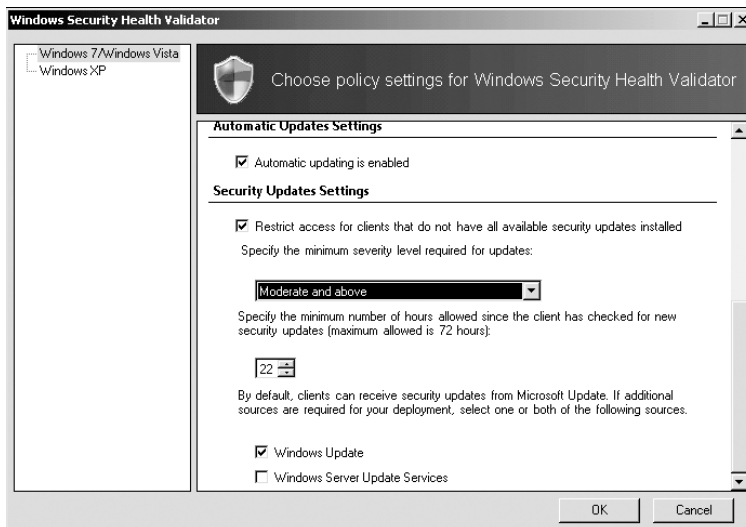 Windows Security Health Validator
Windows 7/Windows Vista
Windows XP
Choose policy settings for Windows Security Health Validator
Automatic Updates Settings
Automatic updating is enabled
Security Updates Settings
Restrict access for clients that do not have all available security updates installed
Specify the minimum severity level required for updates:
Moderate and above
Specify the minimum number of hours allowed since the client has checked for new
security updates (maximum allowed is 72 hours):
22
By default, clients can receive security updates from Microsoft Update. If additional
sources are required for your deployment, select one or both of the following sources.
Windows Update
Windows Server Update Services
OK
Cancel